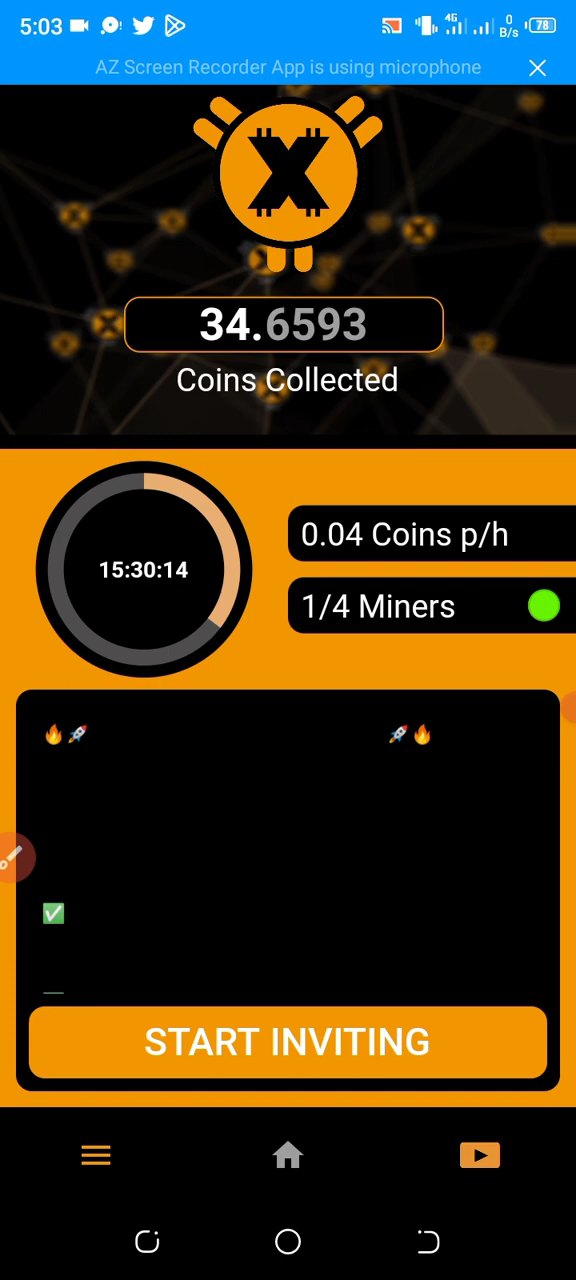 5:03
4G
0 B/s
78
AZ Screen Recorder App is using microphone
X
34.6593
Coins Collected
15:30:14
0.04 Coins p/h
1/4 Miners
🔥🚀 🚀🔥
✅
START INVITING